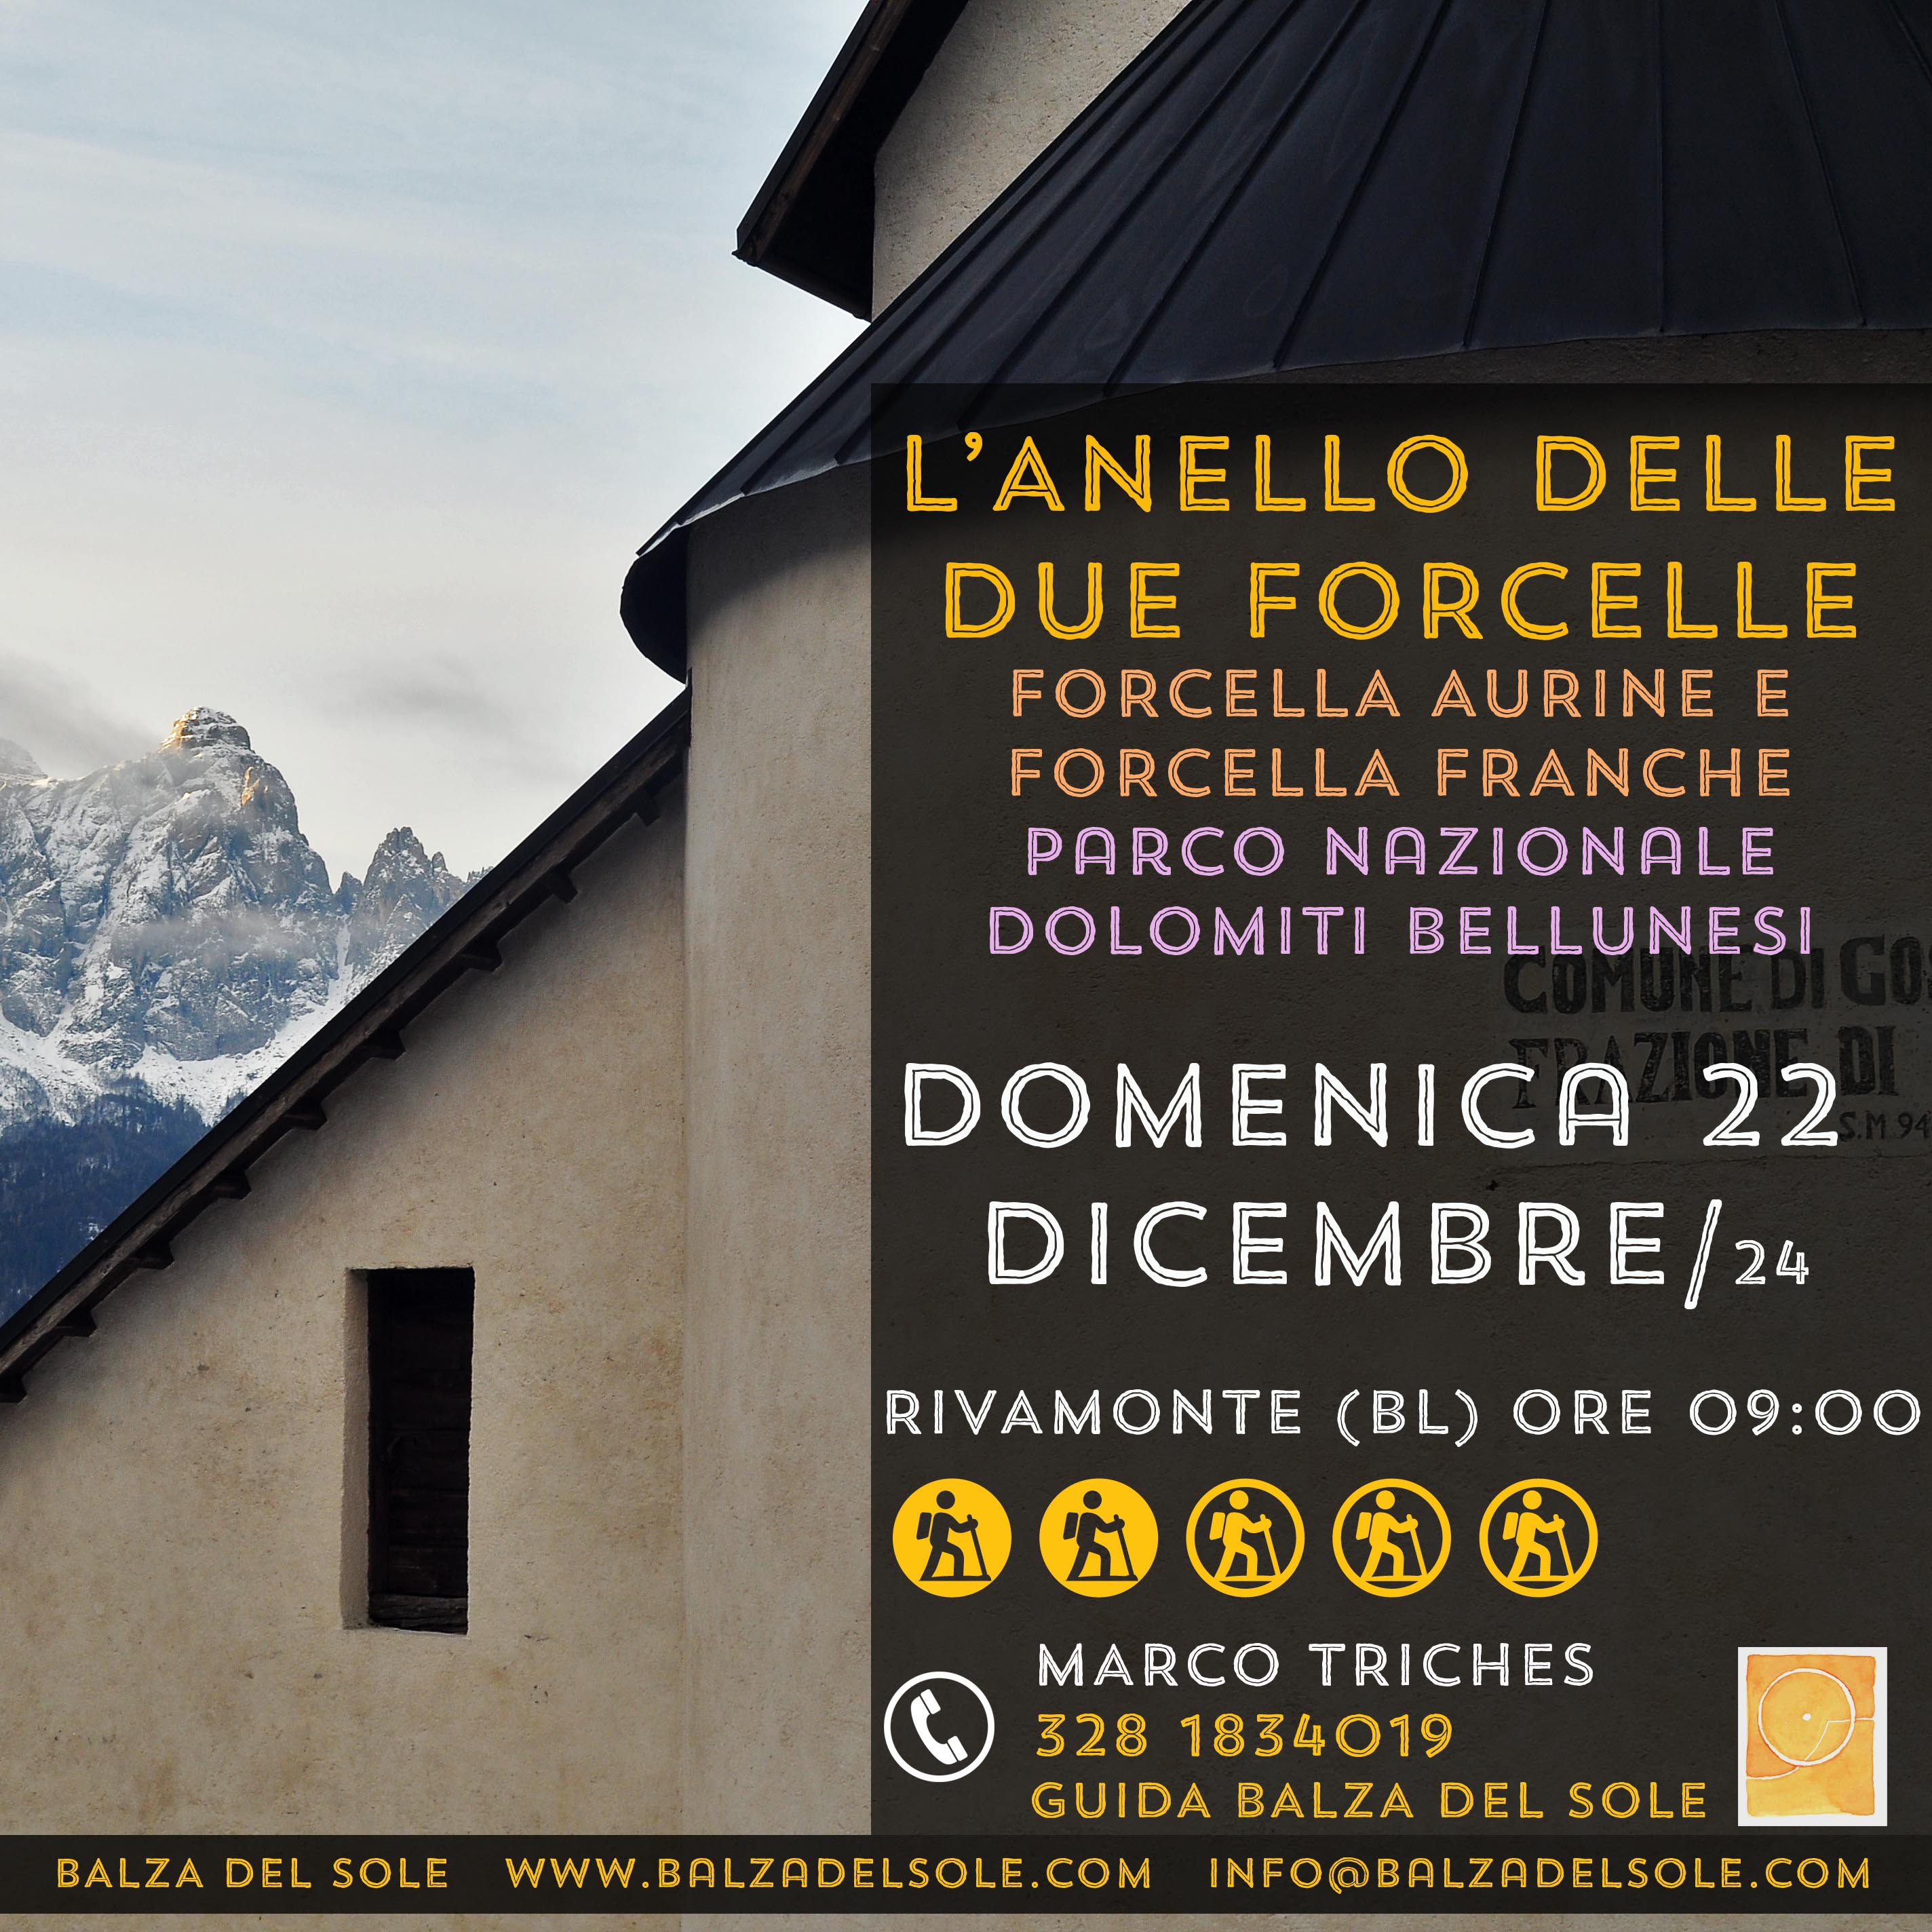 L'ANELLO DELLE
DUE FORCELLE
FORCELLA AURINE E
FORCELLA FRANCHE
PARCO NAZIONALE
DOLOMITI BELLUNESI
COMUNE DI
FRAZIONE DI
S.M 94
DOMENICA 22
DICEMBRE/24
RIVAMONTE (BL) ORE 09:00
MARCO TRICHES
328 1834019
GUIDA BALZA DEL SOLE
BALZA DEL SOLE WWW.BALZADELSOLE.COM INFO@BALZADELSOLE.COM